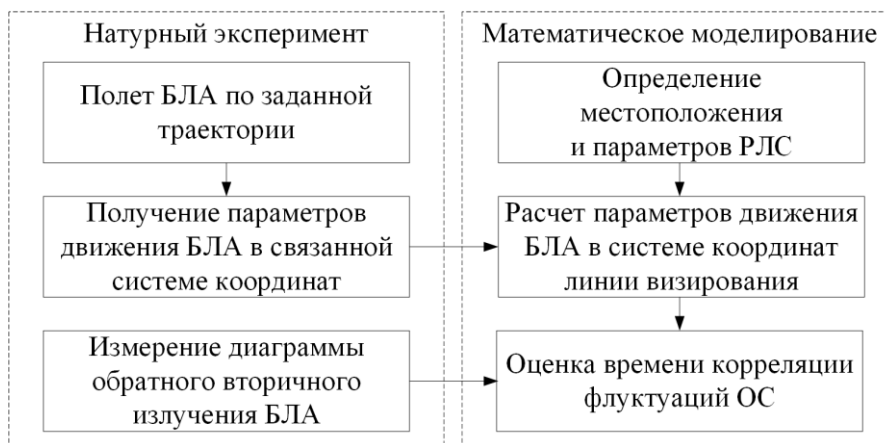 Натурный эксперимент
Полет БЛА по заданной
траектории
Получение параметров
движения БЛА в связанной
системе координат
Измерение диаграммы
обратного вторичного
излучения БЛА
Математическое моделирование
Определение
местоположения
и параметров РЛС
Расчет параметров движения
БЛА в системе координат
линии визирования
Оценка времени корреляции
флуктуаций ОС